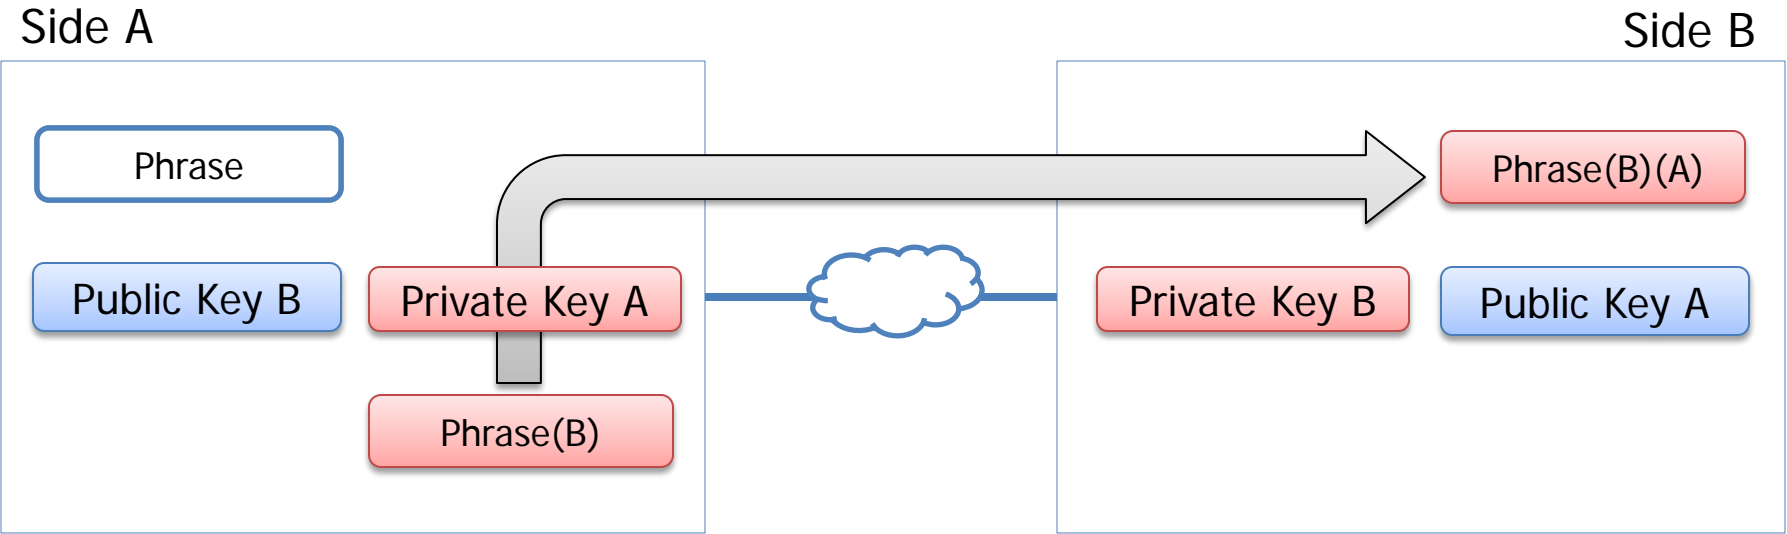 Side A
Side B
Phrase
Phrase(B)(A)
Public Key B
Private Key A
Private Key B
Public Key A
Phrase(B)